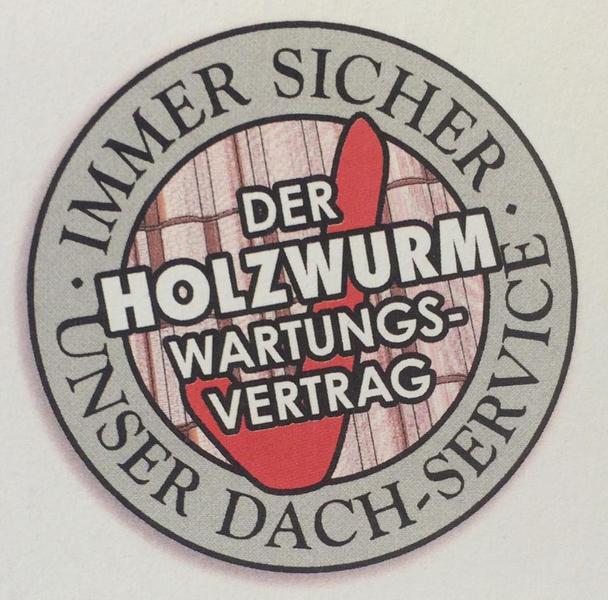 IMMER SICHER
DER
HOLZWURM
WARTUNGS-
VERTRAG
· UNSER DACH-SERVICE ·